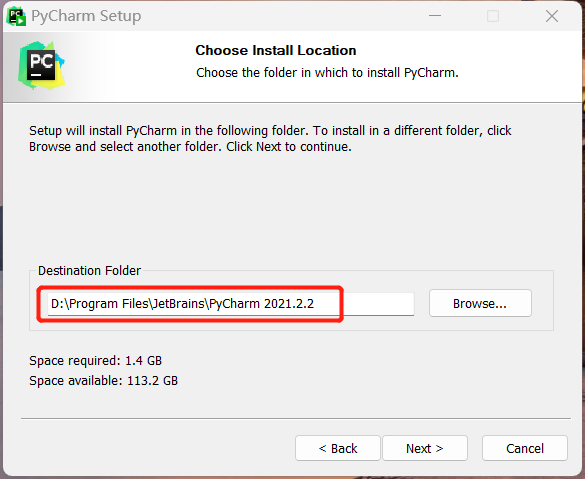 PyCharm Setup
PC
Choose Install Location
Choose the folder in which to install PyCharm.
Setup will install PyCharm in the following folder. To install in a different folder, click
Browse and select another folder. Click Next to continue.
Destination Folder
D:\Program Files\JetBrains\PyCharm 2021.2.2
Browse...
Space required: 1.4 GB
Space available: 113.2 GB
< Back
Next >
Cancel